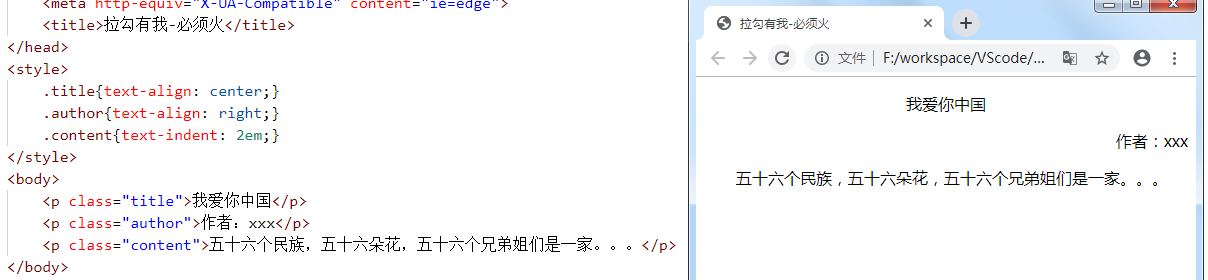 <meta http-equiv="X-UA-Compatible" content="ie=edge">
<title>拉勾有我-必须火</title>
</head>
<style>
.title{text-align: center;}
.author{text-align: right;}
.content{text-indent: 2em;}
</style>
<body>
<p class="title">我爱你中国</p>
<p class="author">作者：xxx</p>
<p class="content">五十六个民族，五十六朵花，五十六个兄弟姐们是一家。。。</p>
</body>
拉勾有我-必须火
文件 F:/workspace/VScode/...
我爱你中国
作者：xxx
五十六个民族，五十六朵花，五十六个兄弟姐们是一家。。。